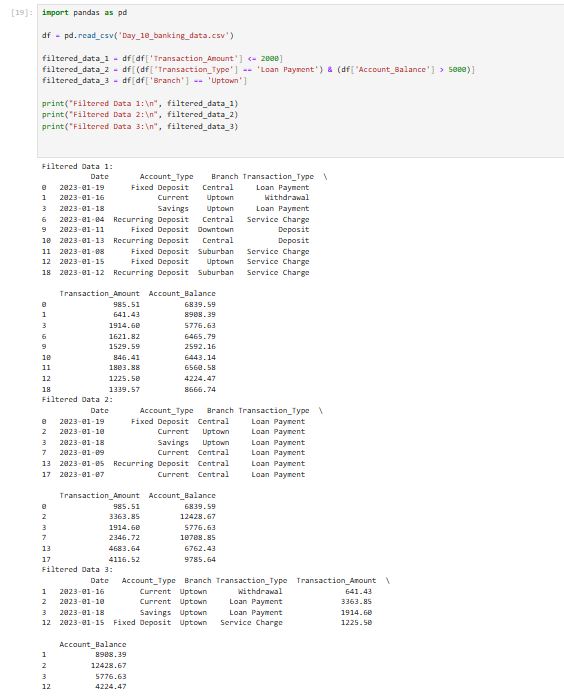 [19]: import pandas as pd
df = pd.read_csv('Day_10_banking_data.csv')
filtered_data_1 = df[df['Transaction_Amount'] <= 2000]
filtered_data_2 = df[(df['Transaction_Type'] == 'Loan Payment') & (df['Account_Balance'] > 5000)]
filtered_data_3 = df[df['Branch'] == 'Uptown']
print("Filtered Data 1:\n", filtered_data_1)
print("Filtered Data 2:\n", filtered_data_2)
print("Filtered Data 3:\n", filtered_data_3)
Filtered Data 1:
Date Account_Type Branch Transaction_Type \
0 2023-01-19 Fixed Deposit Central Loan Payment
1 2023-01-16 Current Uptown Withdrawal
3 2023-01-18 Savings Uptown Loan Payment
6 2023-01-04 Recurring Deposit Central Service Charge
9 2023-01-11 Fixed Deposit Downtown Deposit
10 2023-01-13 Recurring Deposit Central Deposit
11 2023-01-08 Fixed Deposit Suburban Service Charge
12 2023-01-15 Fixed Deposit Uptown Service Charge
18 2023-01-12 Recurring Deposit Suburban Service Charge
Transaction_Amount Account_Balance
0 985.51 6839.59
1 641.43 8908.39
3 1914.60 5776.63
6 1621.82 6465.79
9 1529.59 2592.16
10 846.41 6443.14
11 1803.88 6560.58
12 1225.50 4224.47
18 1339.57 8666.74
Filtered Data 2:
Date Account_Type Branch Transaction_Type \
0 2023-01-19 Fixed Deposit Central Loan Payment
2 2023-01-10 Current Uptown Loan Payment
3 2023-01-18 Savings Uptown Loan Payment
7 2023-01-09 Current Central Loan Payment
13 2023-01-05 Recurring Deposit Central Loan Payment
17 2023-01-07 Current Central Loan Payment
Transaction_Amount Account_Balance
0 985.51 6839.59
2 3363.85 12428.67
3 1914.60 5776.63
7 2346.72 10708.85
13 4683.64 6762.43
17 4116.52 9785.64
Filtered Data 3:
Date Account_Type Branch Transaction_Type Transaction_Amount \
1 2023-01-16 Current Uptown Withdrawal 641.43
2 2023-01-10 Current Uptown Loan Payment 3363.85
3 2023-01-18 Savings Uptown Loan Payment 1914.60
12 2023-01-15 Fixed Deposit Uptown Service Charge 1225.50
Account_Balance
1 8908.39
2 12428.67
3 5776.63
12 4224.47